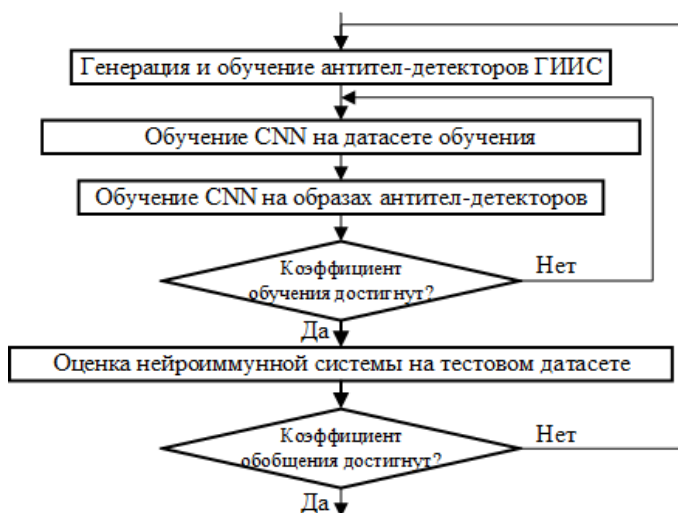 Генерация и обучение антител-детекторов ГИИС
Обучение CNN на датасете обучения
Обучение CNN на образах антител-детекторов
Коэффициент
обучения достигнут?
Нет
Да
Оценка нейроиммунной системы на тестовом датасете
Коэффициент
обобщения достигнут?
Нет
Да